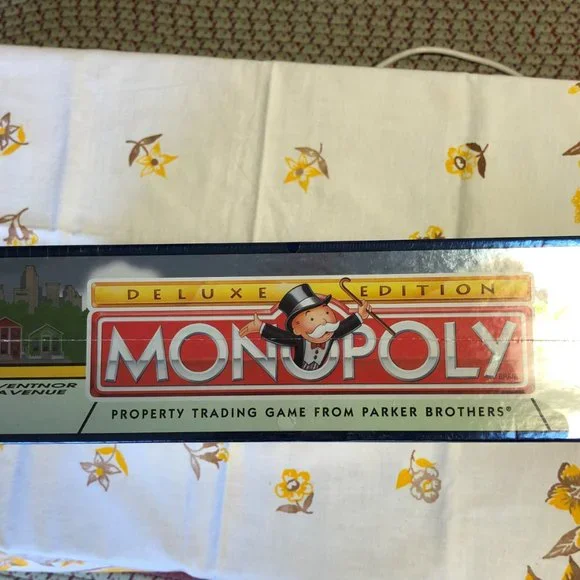 DELUXE EDITION
MONOPOLY
VENTNOR
AVENUE
PROPERTY TRADING GAME FROM PARKER BROTHERS®